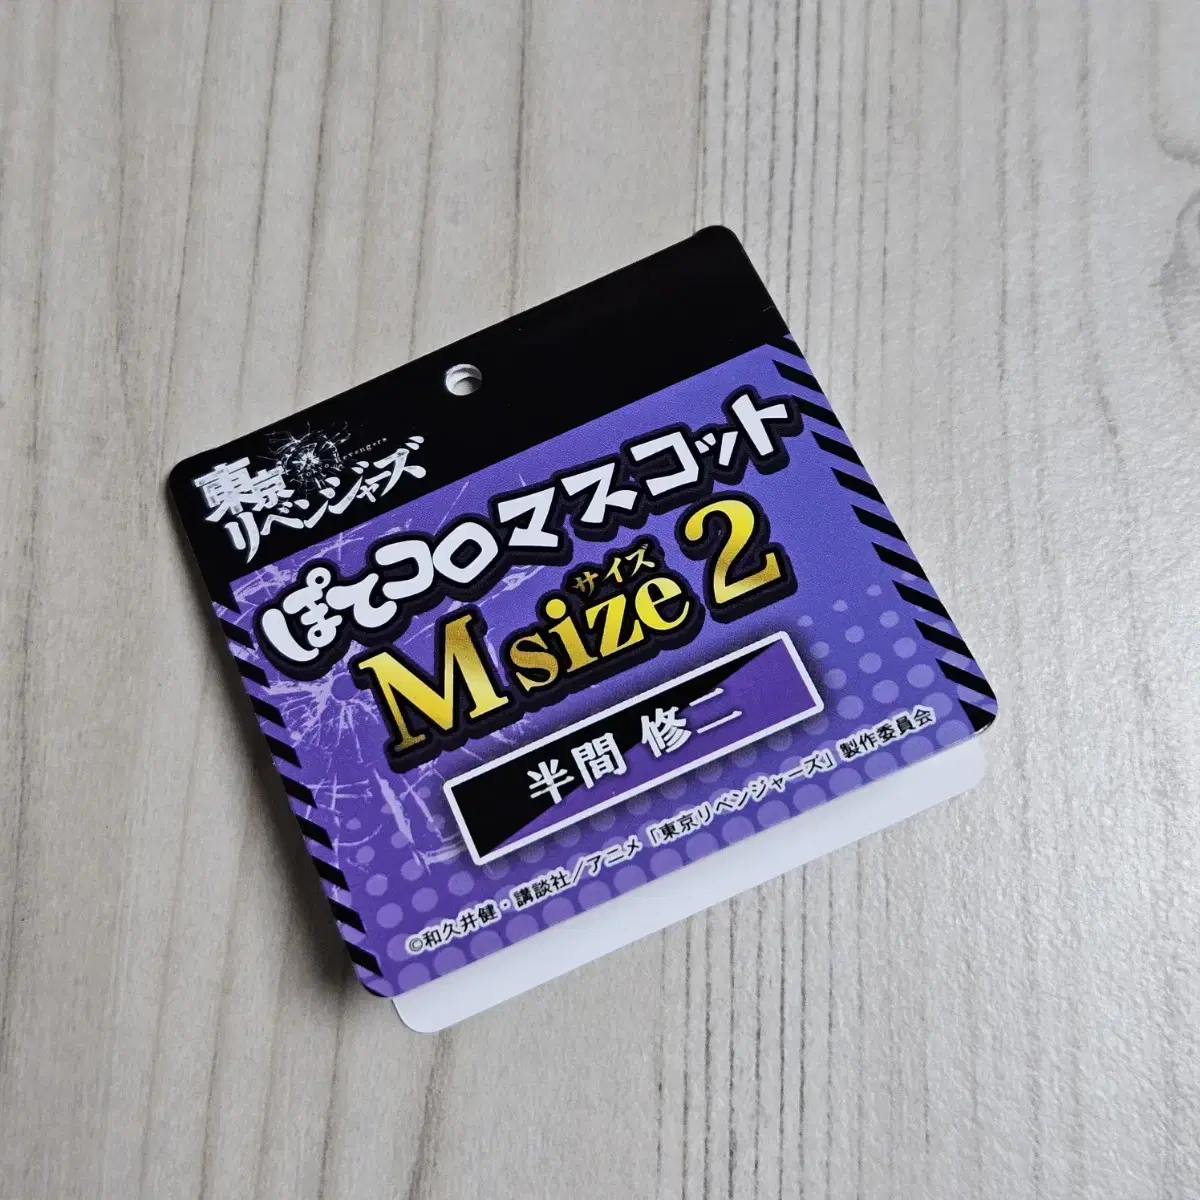 東京
リベンジャーズ
ぽてコロマスコット
サイズ
Msize2
半間 修二
©和久井健・講談社／アニメ「東京リベンジャーズ」製作委員会